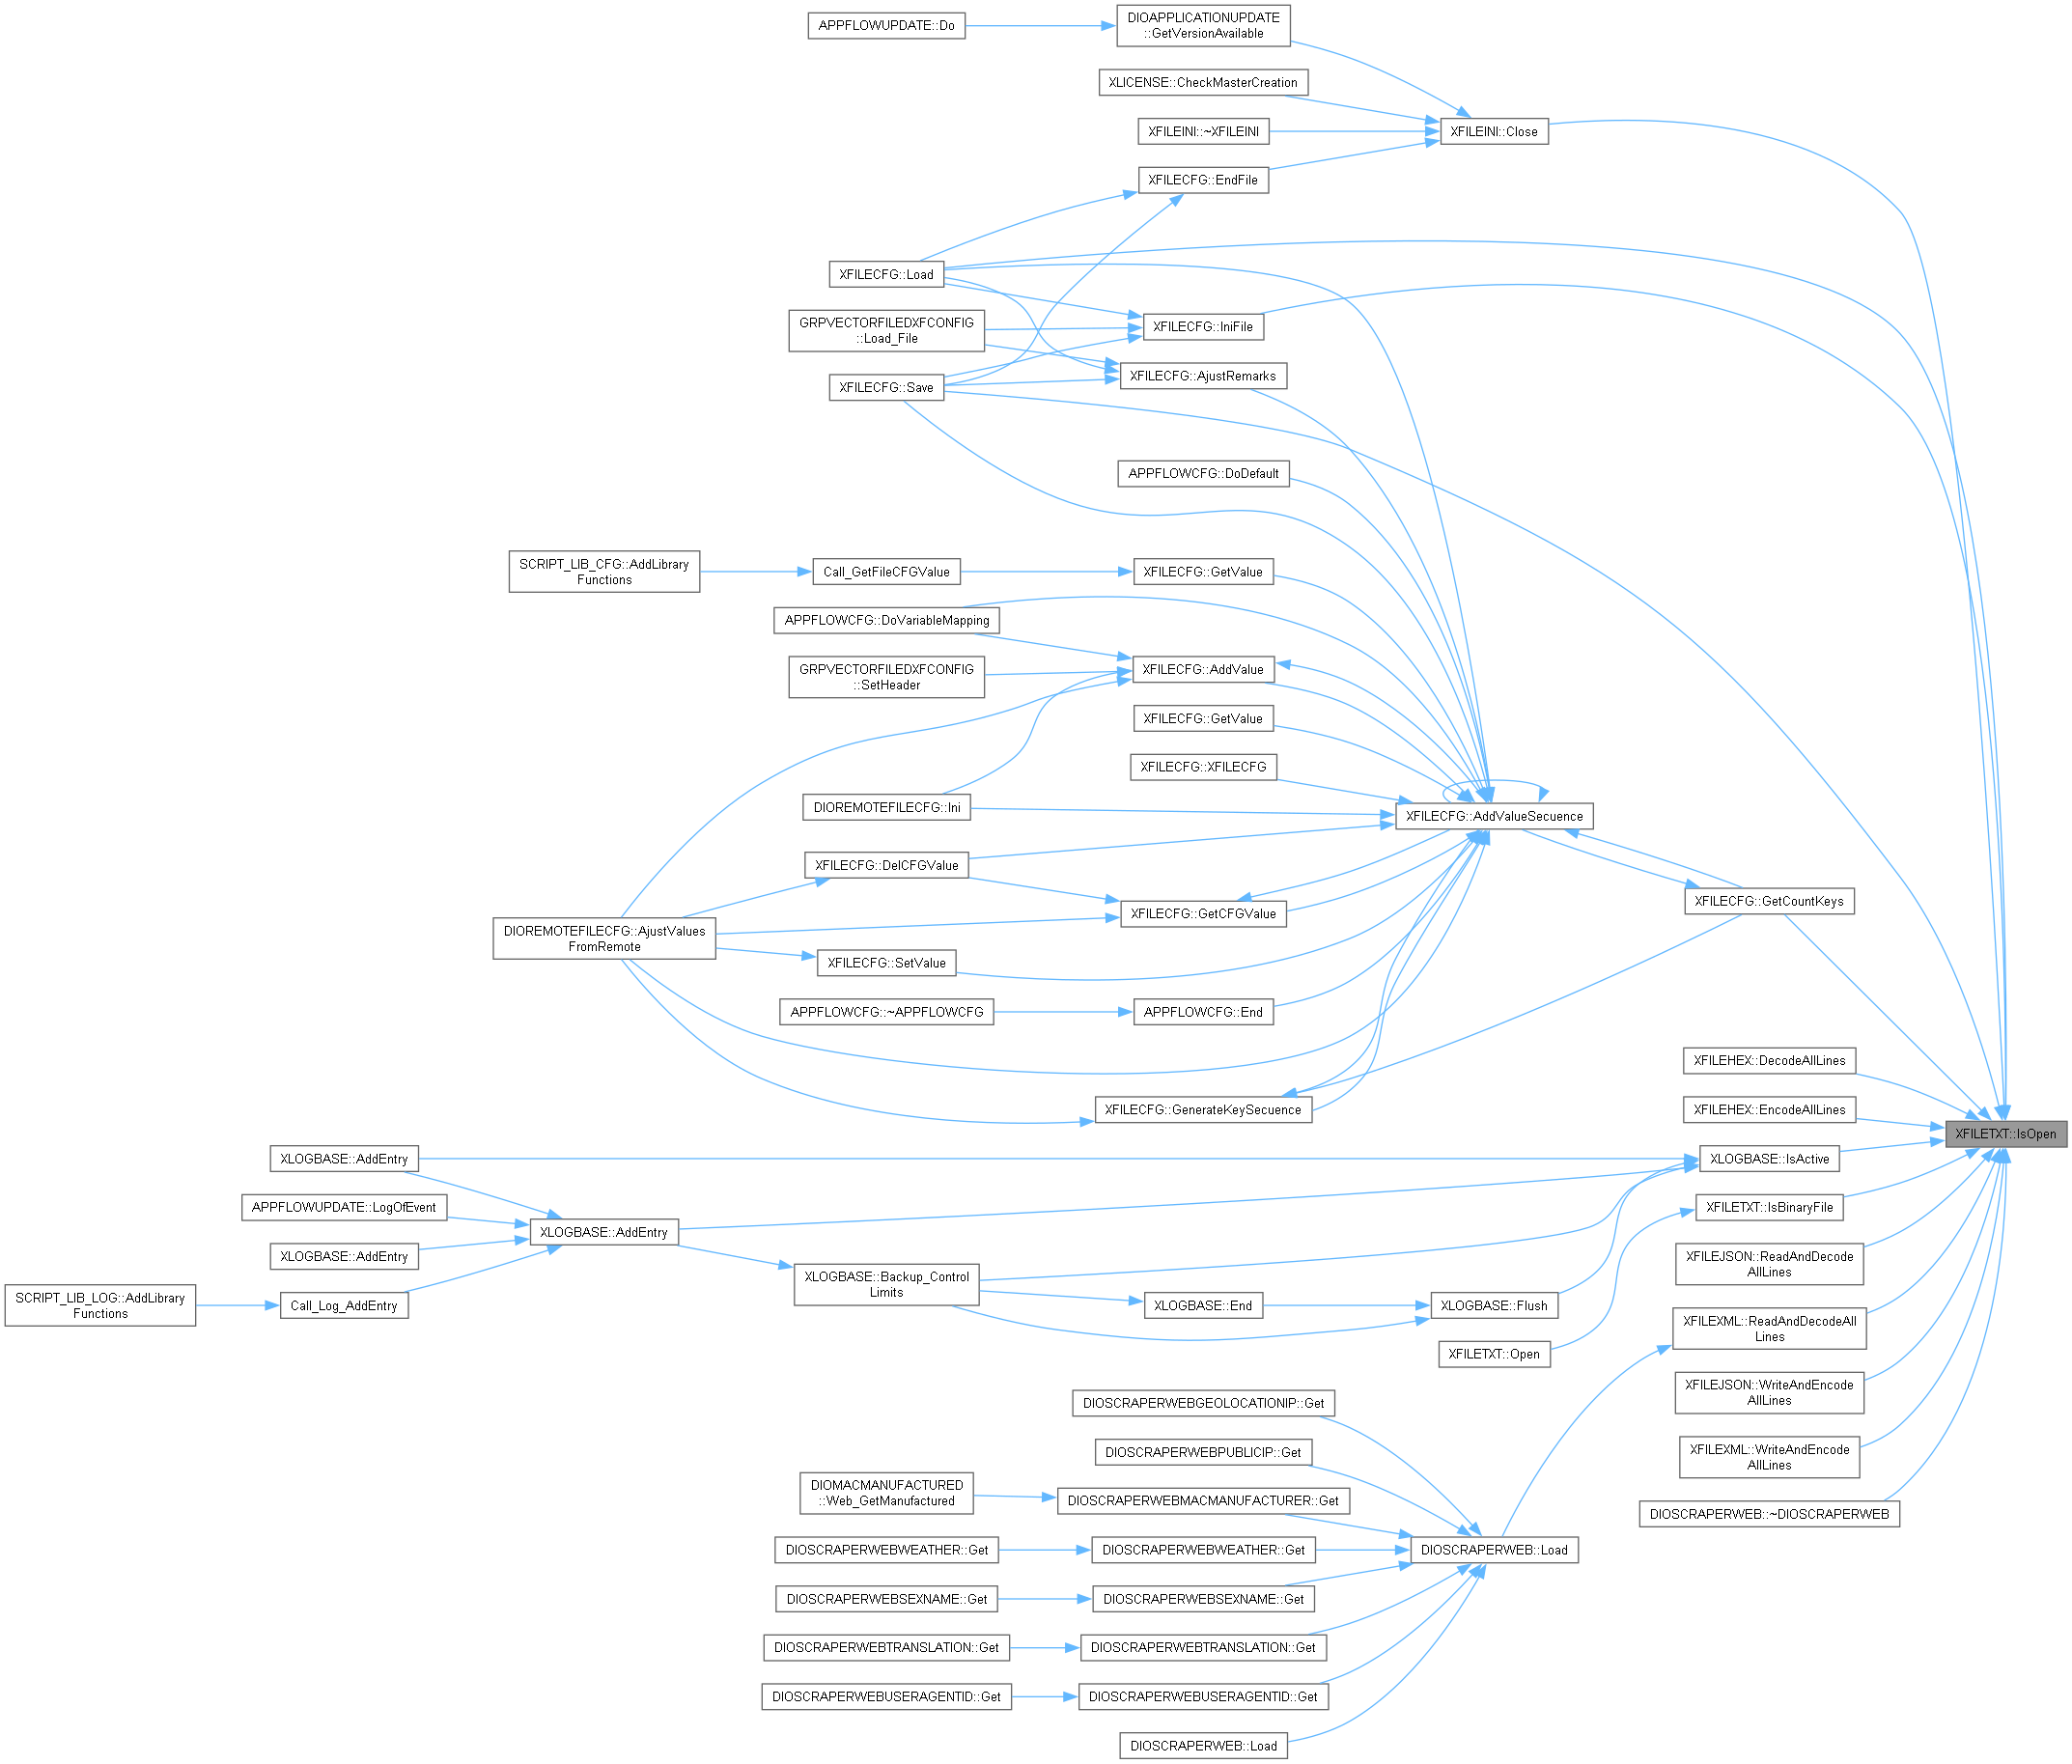 APPFLOWUPDATE::Do
DIOAPPLICATIONUPDATE
::GetVersionAvailable
XLICENSE::CheckMasterCreation
XFILEINI::~XFILEINI
XFILEINI::Close
XFILECFG::EndFile
XFILECFG::Load
GRPVECTORFILEDXFCONFIG
::Load_File
XFILECFG::IniFile
XFILECFG::Save
XFILECFG::AjustRemarks
APPFLOWCFG::DoDefault
SCRIPT_LIB_CFG::AddLibrary
Functions
Call_GetFileCFGValue
XFILECFG::GetValue
APPFLOWCFG::DoVariableMapping
GRPVECTORFILEDXFCONFIG
::SetHeader
XFILECFG::AddValue
XFILECFG::GetValue
XFILECFG::XFILECFG
DIOREMOTEFILECFG::Ini
XFILECFG::AddValueSecuence
XFILECFG::DelCFGValue
XFILECFG::GetCFGValue
XFILECFG::GetCountKeys
DIOREMOTEFILECFG::AjustValues
FromRemote
XFILECFG::SetValue
APPFLOWCFG::~APPFLOWCFG
APPFLOWCFG::End
XFILEHEX::DecodeAllLines
XFILECFG::GenerateKeySecuence
XFILEHEX::EncodeAllLines
XFILETXT::IsOpen
XLOGBASE::AddEntry
XLOGBASE::IsActive
APPFLOWUPDATE::LogOfEvent
XLOGBASE::AddEntry
XFILETXT::IsBinaryFile
XLOGBASE::AddEntry
XFILEJSON::ReadAndDecode
AllLines
XLOGBASE::Backup_Control
Limits
SCRIPT_LIB_LOG::AddLibrary
Functions
Call_Log_AddEntry
XLOGBASE::End
XLOGBASE::Flush
XFILEXML::ReadAndDecodeAll
Lines
XFILETXT::Open
XFILEJSON::WriteAndEncode
AllLines
DIOSCRAPERWEBGEOLOCATIONIP::Get
DIOSCRAPERWEBPUBLICIP::Get
XFILEXML::WriteAndEncode
AllLines
DIOMACMANUFACTURED
::Web_GetManufactured
DIOSCRAPERWEBMACMANUFACTURER::Get
DIOSCRAPERWEB::~DIOSCRAPERWEB
DIOSCRAPERWEBWEATHER::Get
DIOSCRAPERWEBWEATHER::Get
DIOSCRAPERWEB::Load
DIOSCRAPERWEBSEXNAME::Get
DIOSCRAPERWEBSEXNAME::Get
DIOSCRAPERWEBTRANSLATION::Get
DIOSCRAPERWEBTRANSLATION::Get
DIOSCRAPERWEBUSERAGENTID::Get
DIOSCRAPERWEBUSERAGENTID::Get
DIOSCRAPERWEB::Load